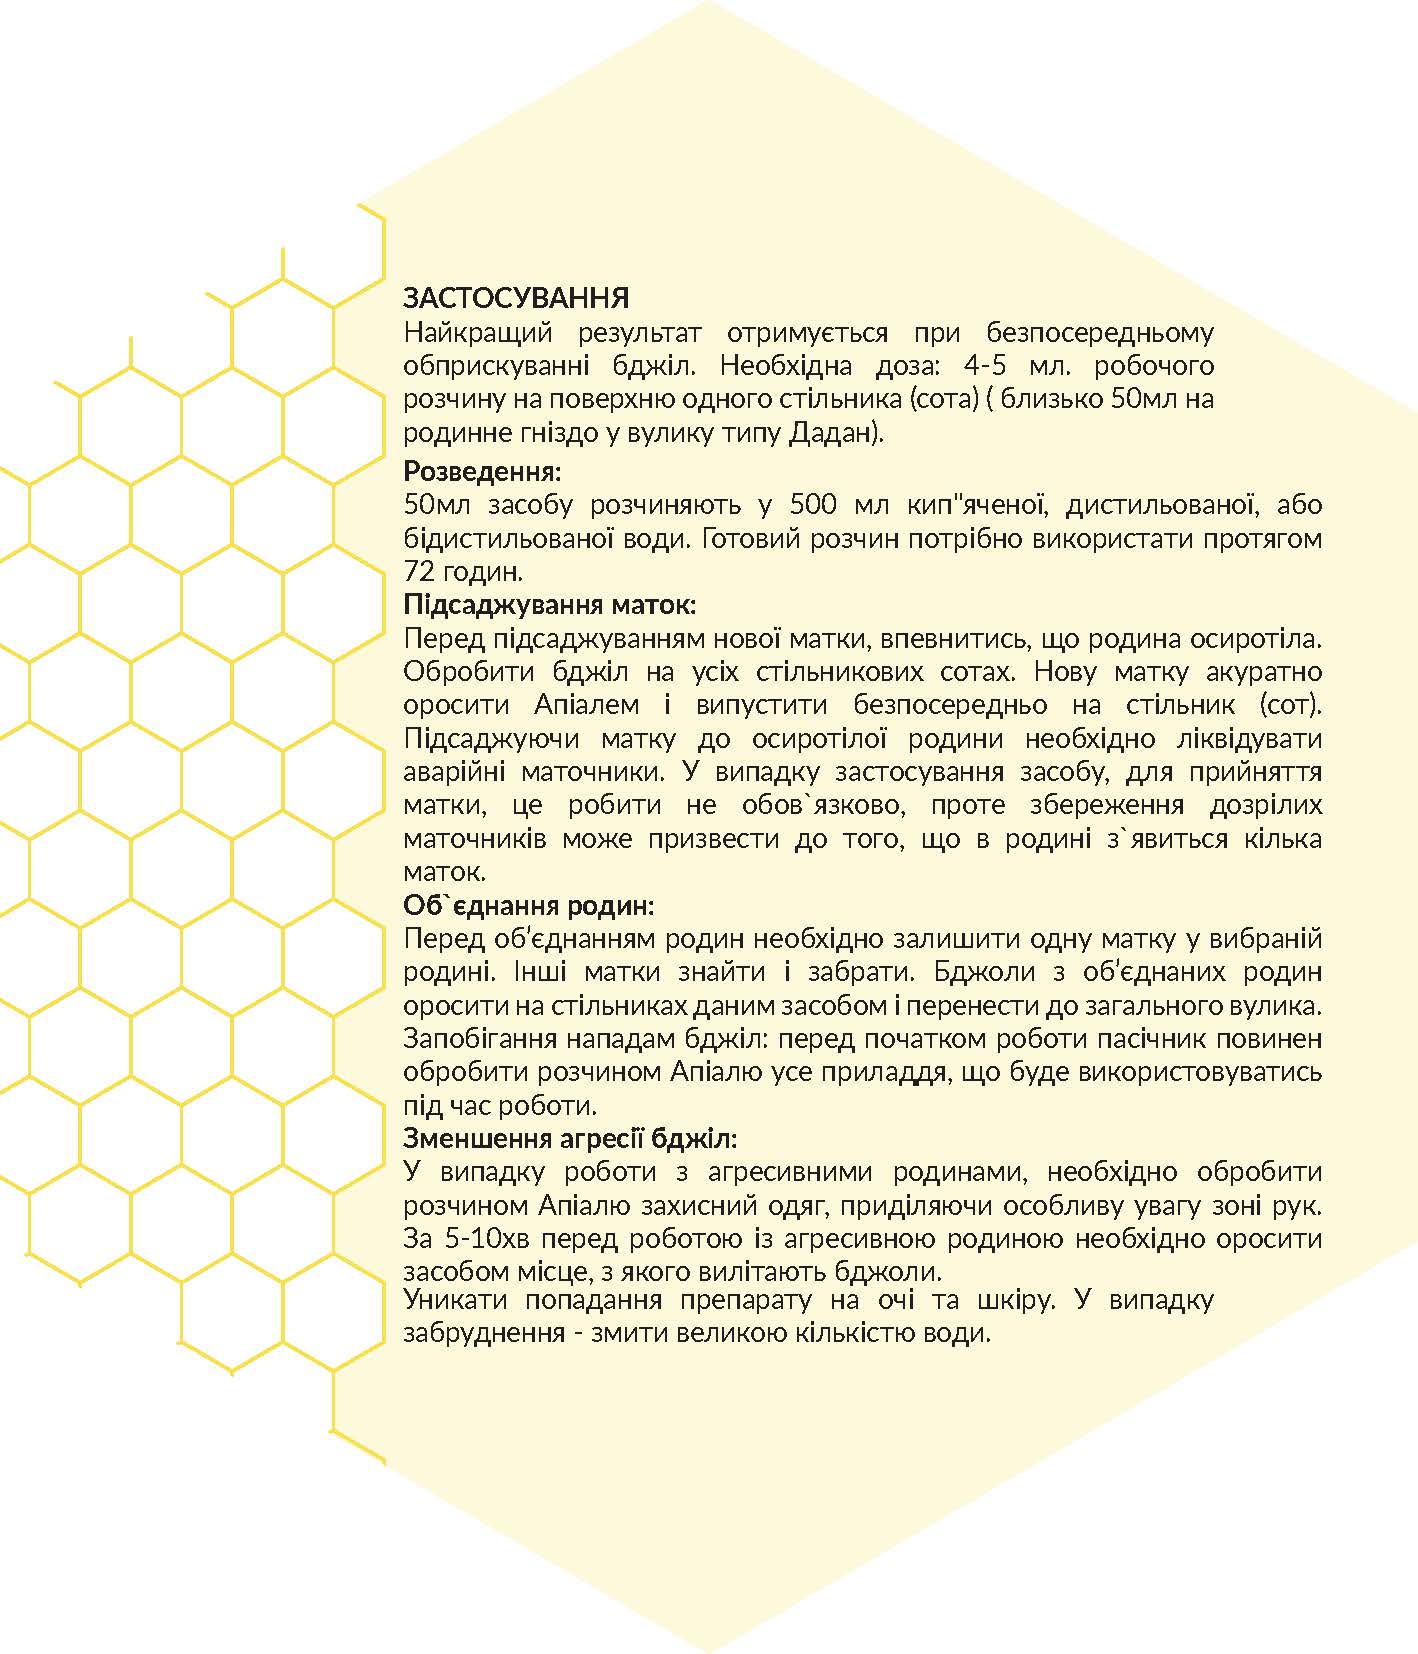 ЗАСТОСУВАННЯ
Найкращий результат отримується при безпосередньому
обприскуванні бджіл. Необхідна доза: 4-5 мл. робочого
розчину на поверхню одного стільника (сота) ( близько 50мл на
родинне гніздо у вулику типу Дадан).
Розведення:
50мл засобу розчиняють у 500 мл кип"яченої, дистильованої, або
бідистильованої води. Готовий розчин потрібно використати протягом
72 годин.
Підсаджування маток:
Перед підсаджуванням нової матки, впевнитись, що родина осиротіла.
Обробити бджіл на усіх стільникових сотах. Нову матку акуратно
оросити Апіалем і випустити безпосередньо на стільник (сот).
Підсаджуючи матку до осиротілої родини необхідно ліквідувати
аварійні маточники. У випадку застосування засобу, для прийняття
матки, це робити не обов`язково, проте збереження дозрілих
маточників може призвести до того, що в родині з`явиться кілька
маток.
Об`єднання родин:
Перед об’єднанням родин необхідно залишити одну матку у вибраній
родині. Інші матки знайти і забрати. Бджоли з об’єднаних родин
оросити на стільниках даним засобом і перенести до загального вулика.
Запобігання нападам бджіл: перед початком роботи пасічник повинен
обробити розчином Апіалю усе приладдя, що буде використовуватись
під час роботи.
Зменшення агресії бджіл:
У випадку роботи з агресивними родинами, необхідно обробити
розчином Апіалю захисний одяг, приділяючи особливу увагу зоні рук.
За 5-10хв перед роботою із агресивною родиною необхідно оросити
засобом місце, з якого вилітають бджоли.
Уникати попадання препарату на очі та шкіру. У випадку
забруднення - змити великою кількістю води.